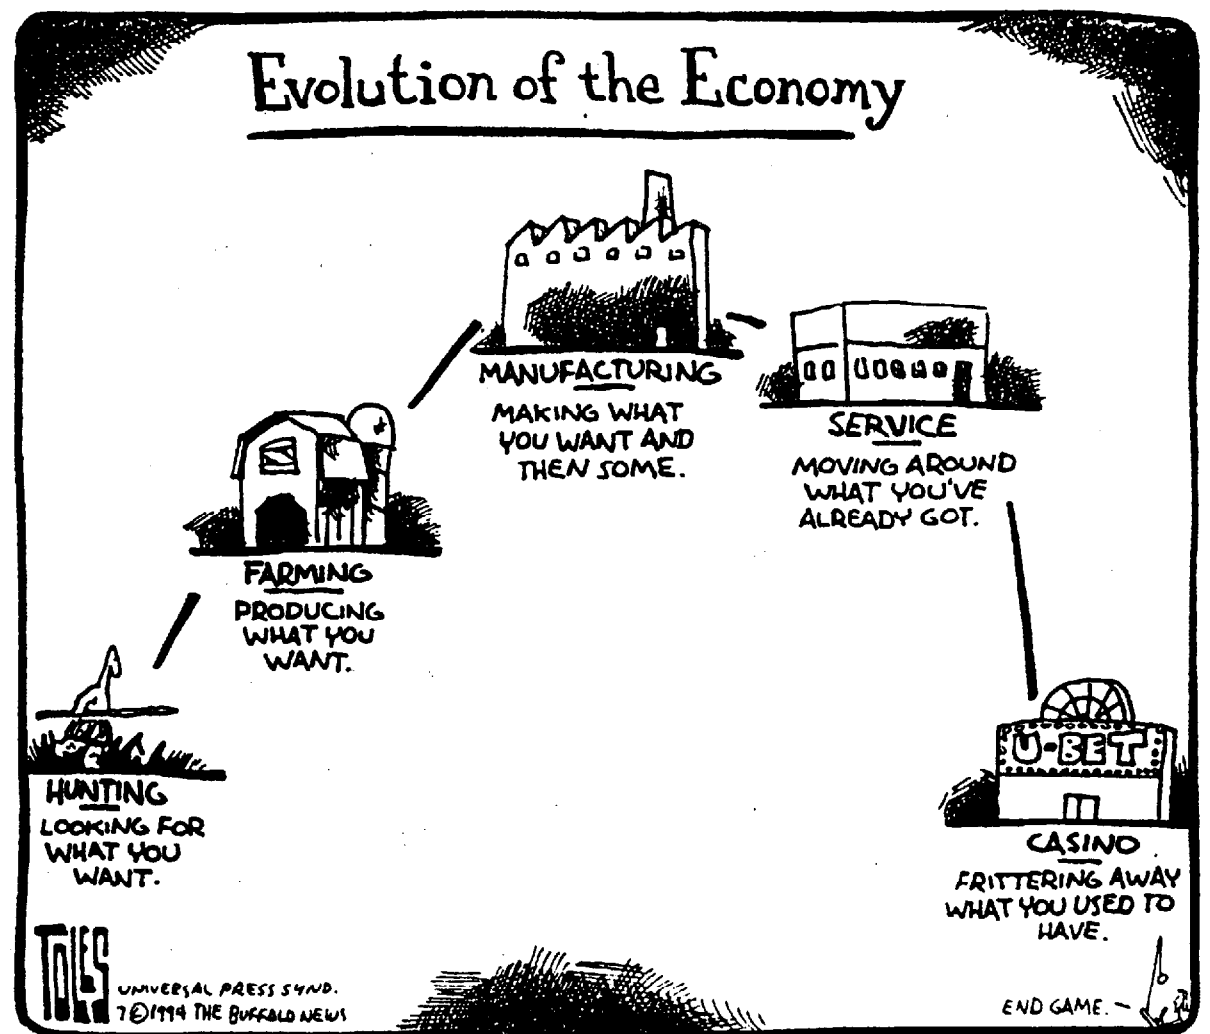 Evolution of the Economy
MANUFACTURING
MAKING WHAT
YOU WANT AND
THEN SOME.
SERVICE
MOVING AROUND
WHAT YOU'VE
ALREADY GOT.
FARMING
PRODUCING
WHAT YOU
WANT.
HUNTING
LOOKING FOR
WHAT YOU
WANT.
U-BET
CASINO
FRITTERING AWAY
WHAT YOU USED TO
HAVE.
TOLES
UNIVERSAL PRESS SYND.
7©1994 THE BUFFALO NEWS
END GAME.